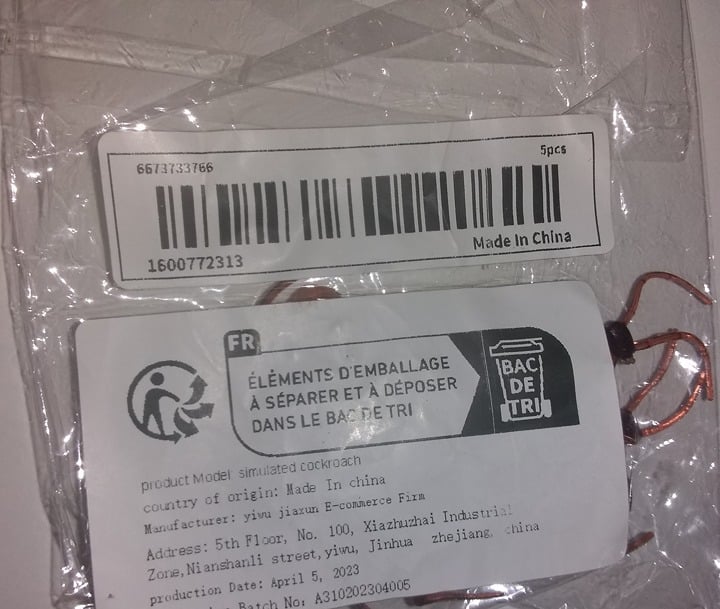 6673733766
5pcs
1600772313
Made In China
FR
ÉLÉMENTS D'EMBALLAGE
À SÉPARER ET À DÉPOSER
DANS LE BAC DE TRI
BAC
DE
TRI
product Model: simulated cockroach
country of origin: Made In china
Manufacturer: yiwu jiaxun E-commerce Firm
Address: 5th Floor, No. 100, Xiazhuzhai Industrial
Zone,Nianshanli street,yiwu, Jinhua zhejiang, china
production Date: April 5, 2023
Batch No: A310202304005